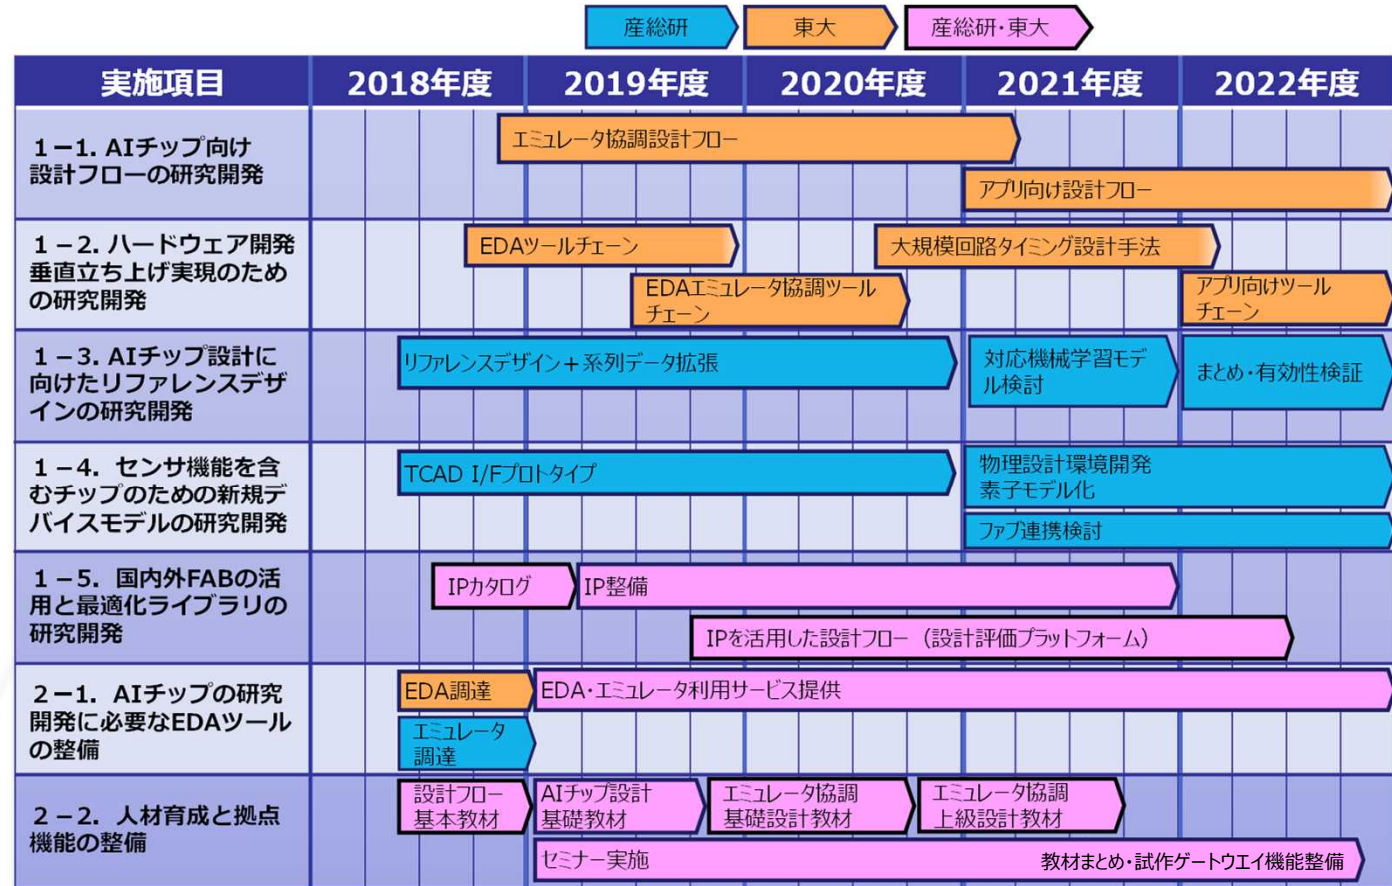 産総研
東大
産総研・東大
実施項目
2018年度
2019年度
2020年度
2021年度
2022年度
1－1. AIチップ向け
設計フローの研究開発
エミュレータ協調設計フロー
アプリ向け設計フロー
1－2. ハードウェア開発
垂直立ち上げ実現のため
の研究開発
EDAツールチェーン
大規模回路タイミング設計手法
EDAエミュレータ協調ツール
チェーン
アプリ向けツール
チェーン
1－3. AIチップ設計に
向けたリファレンスデザ
インの研究開発
リファレンスデザイン＋系列データ拡張
対応機械学習モデ
ル検討
まとめ・有効性検証
1－4．センサ機能を含
むチップのための新規デ
バイスモデルの研究開発
TCAD I/Fプロトタイプ
物理設計環境開発
素子モデル化
ファブ連携検討
1－5．国内外FABの活
用と最適化ライブラリの
研究開発
IPカタログ
IP整備
IPを活用した設計フロー（設計評価プラットフォーム）
2－1．AIチップの研究
開発に必要なEDAツール
の整備
EDA調達
EDA・エミュレータ利用サービス提供
エミュレータ
調達
2－2．人材育成と拠点
機能の整備
設計フロー
基本教材
AIチップ設計
基礎教材
エミュレータ協調
基礎設計教材
エミュレータ協調
上級設計教材
セミナー実施
教材まとめ・試作ゲートウエイ機能整備